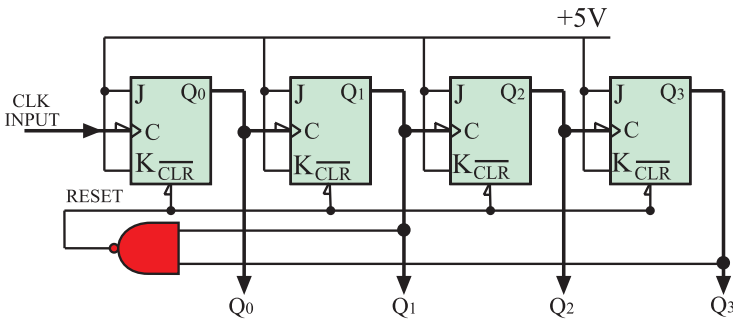 +5V
J Q0 J Q1 J Q2 J Q3
CLK
INPUT
C C C C
K CLR K CLR K CLR K CLR
RESET
Q0 Q1 Q2 Q3